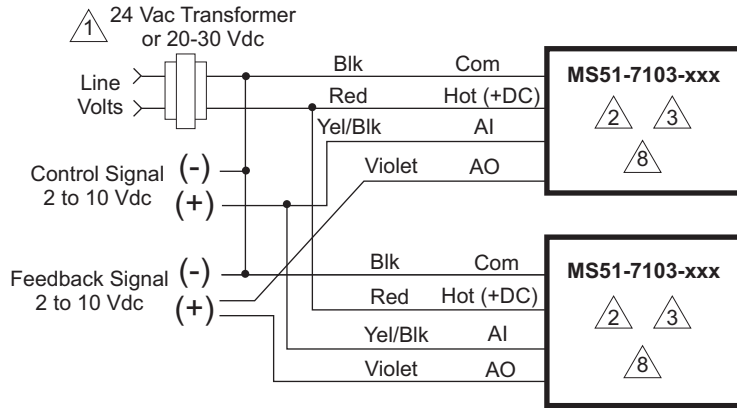 1
24 Vac Transformer
or 20-30 Vdc
Line
Volts
Blk Com
Red Hot (+DC)
Yel/Blk AI
Violet AO
MS51-7103-xxx
2 3
8
Control Signal (-)
2 to 10 Vdc (+)
Feedback Signal (-)
2 to 10 Vdc (+)
Blk Com
Red Hot (+DC)
Yel/Blk AI
Violet AO
MS51-7103-xxx
2 3
8